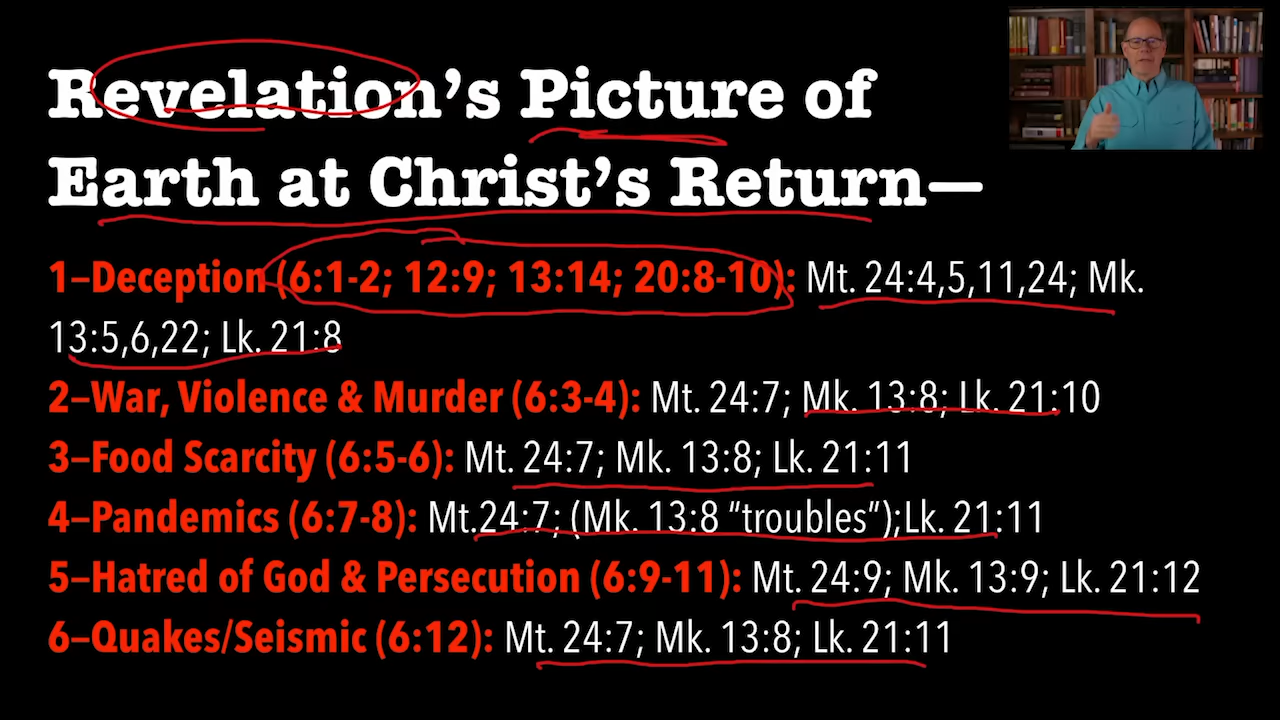 Revelation's Picture of
Earth at Christ's Return—
1–Deception (6:1-2; 12:9; 13:14; 20:8-10): Mt. 24:4,5,11,24; Mk.
13:5,6,22; Lk. 21:8
2–War, Violence & Murder (6:3-4): Mt. 24:7; Mk. 13:8; Lk. 21:10
3–Food Scarcity (6:5-6): Mt. 24:7; Mk. 13:8; Lk. 21:11
4–Pandemics (6:7-8): Mt.24:7; (Mk. 13:8 “troubles”);Lk. 21:11
5–Hatred of God & Persecution (6:9-11): Mt. 24:9; Mk. 13:9; Lk. 21:12
6–Quakes/Seismic (6:12): Mt. 24:7; Mk. 13:8; Lk. 21:11